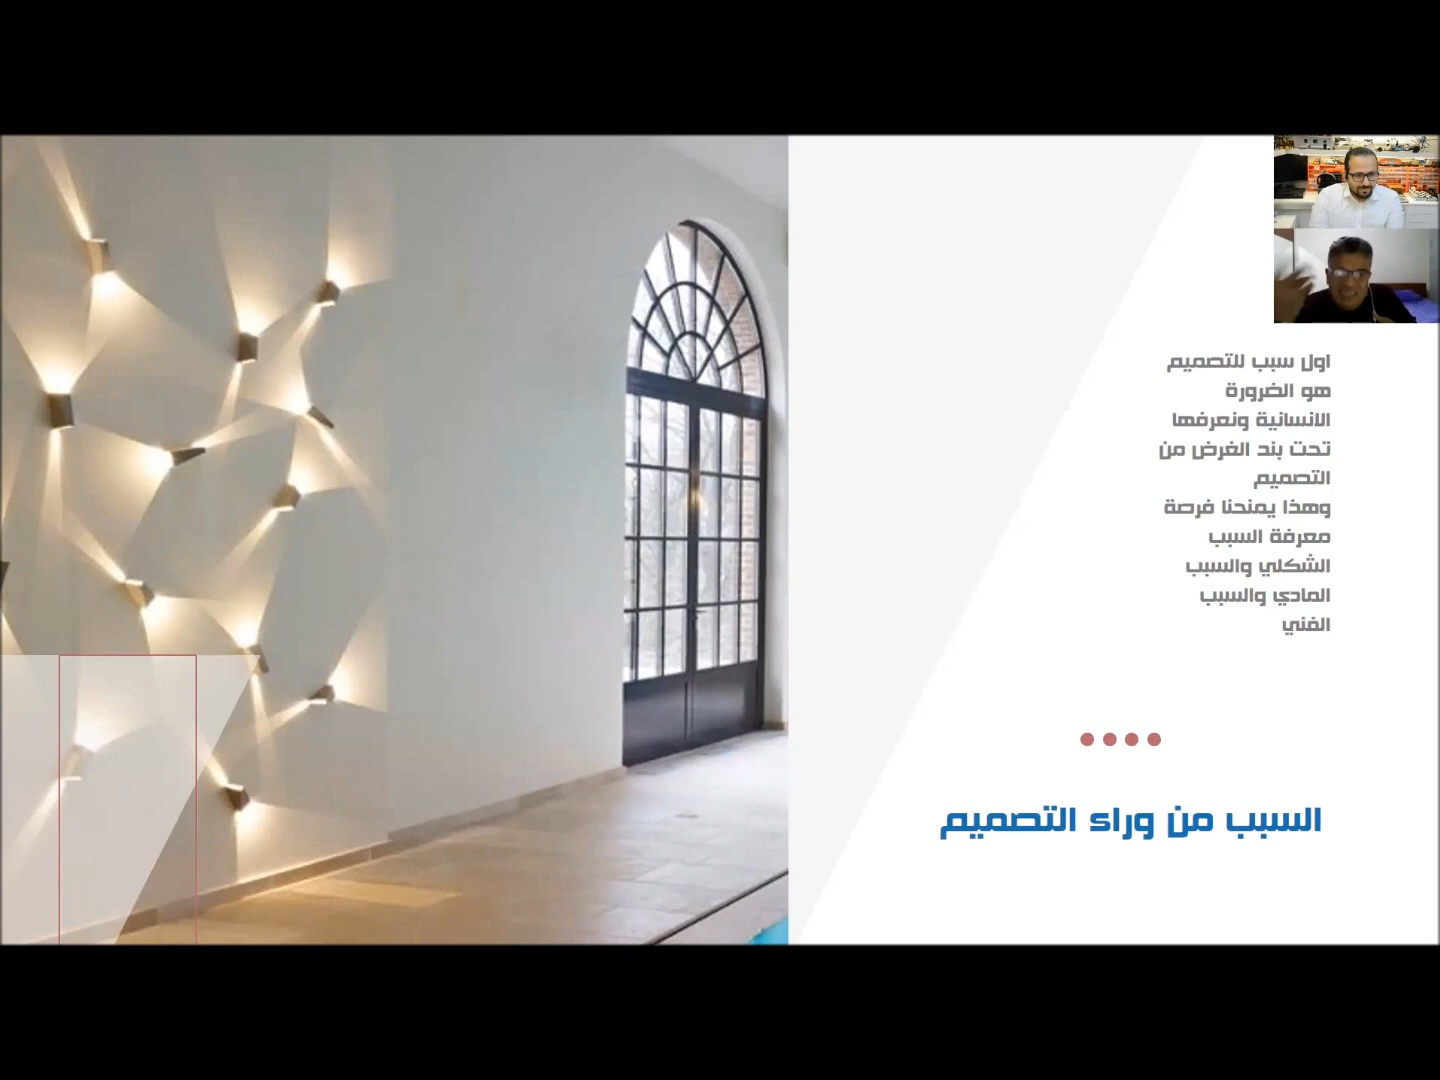 اول سبب للتصميم
هو الضرورة
الانسانية ونعرفها
تحت بند الغرض من
التصميم
وهذا يمنحنا فرصة
معرفة السبب
الشكلي والسبب
المادي والسبب
الفني
السبب من وراء التصميم